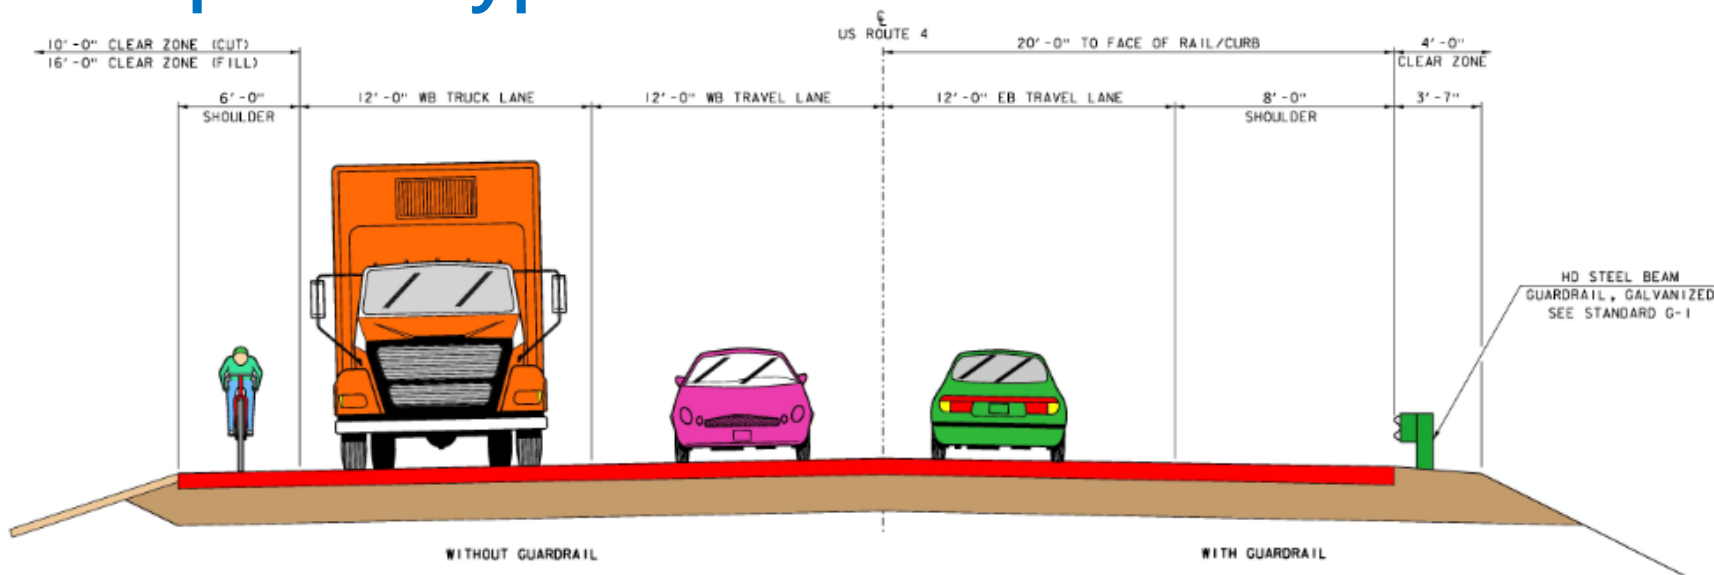 ℄
US ROUTE 4
10'-0" CLEAR ZONE (CUT)
16'-0" CLEAR ZONE (FILL)
20'-0" TO FACE OF RAIL/CURB
4'-0"
CLEAR ZONE
6'-0"
SHOULDER
12'-0" WB TRUCK LANE
12'-0" WB TRAVEL LANE
12'-0" EB TRAVEL LANE
8'-0"
SHOULDER
3'-7"
HD STEEL BEAM
GUARDRAIL, GALVANIZED
SEE STANDARD G-1
WITHOUT GUARDRAIL
WITH GUARDRAIL